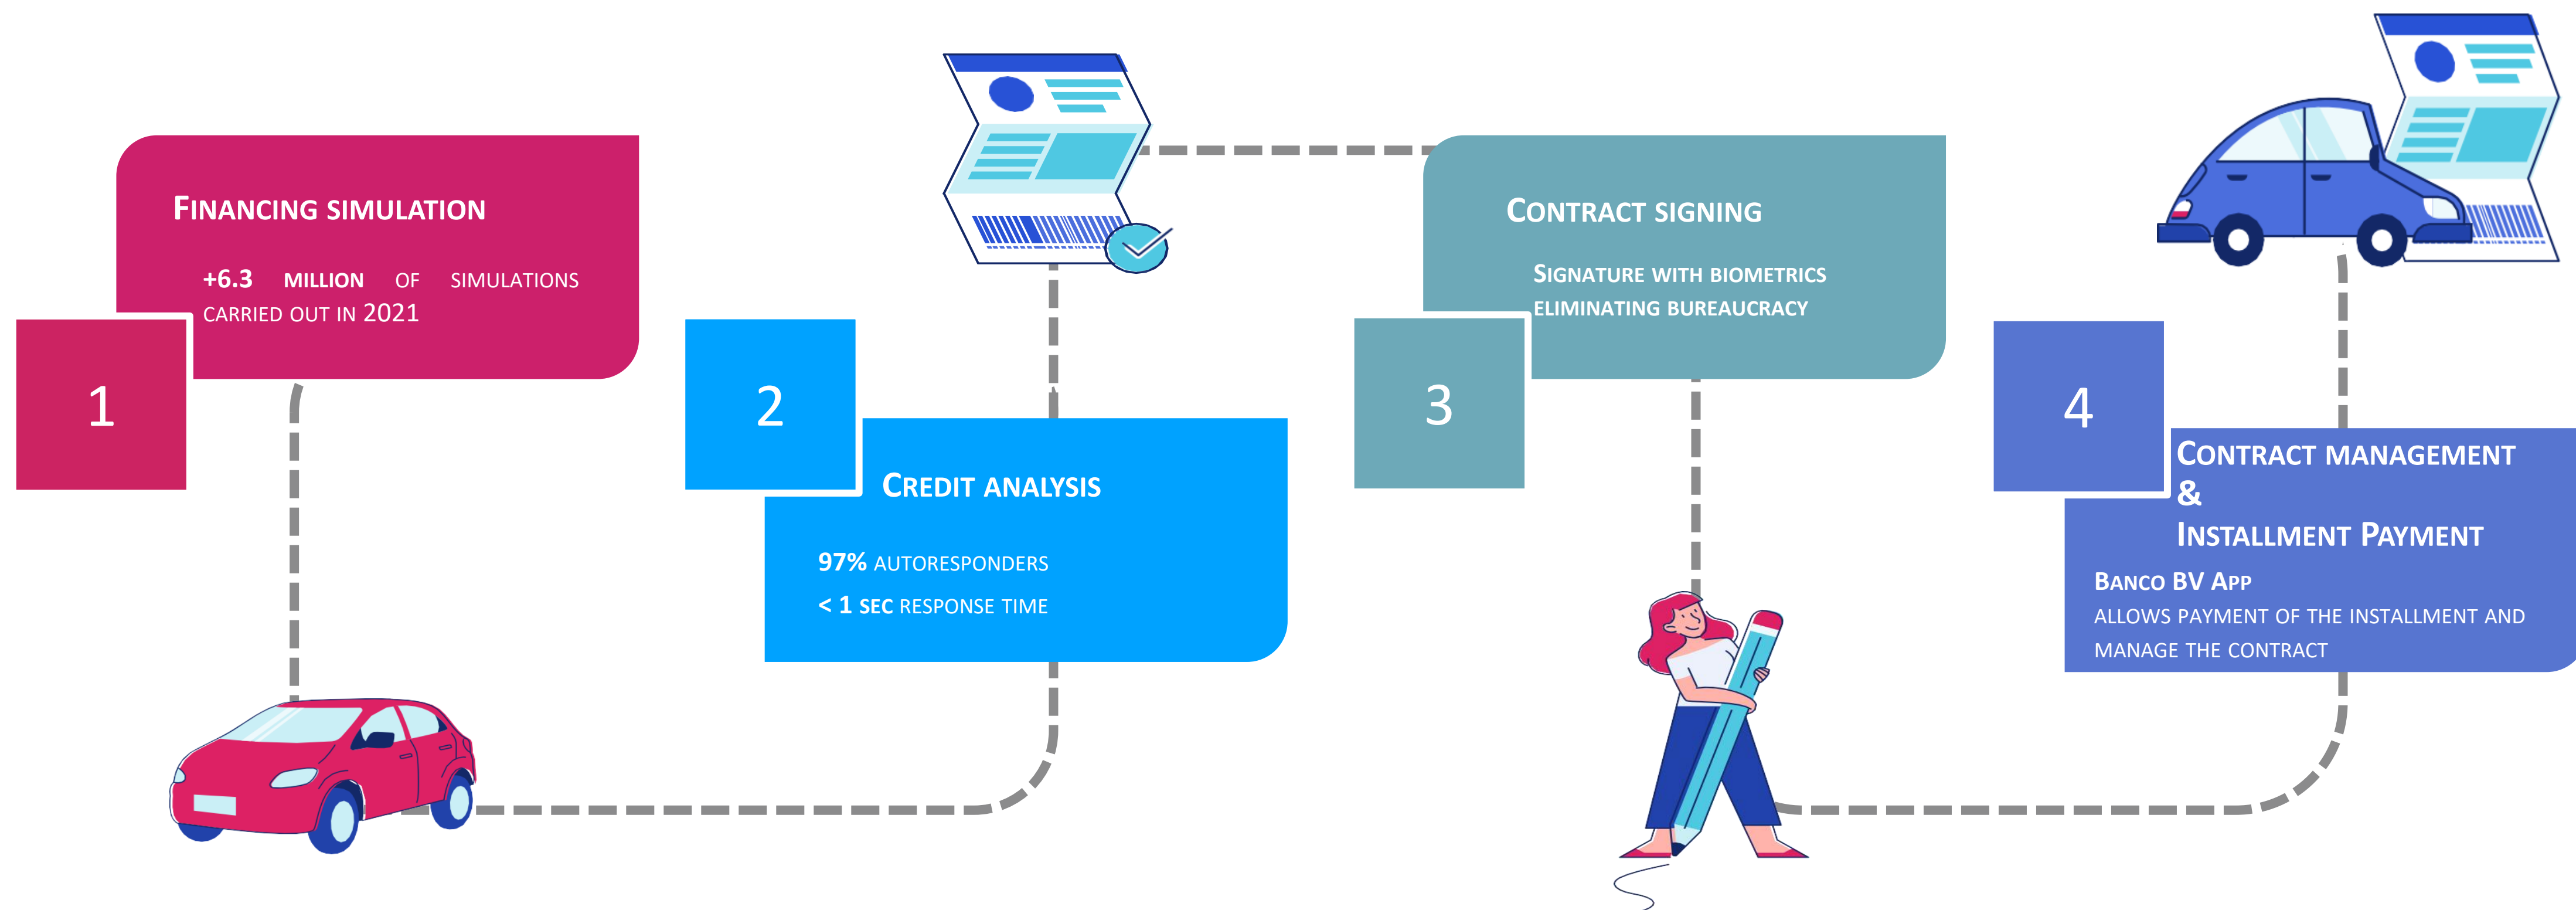 1
FINANCING SIMULATION
+6.3 MILLION OF SIMULATIONS
CARRIED OUT IN 2021
2
CREDIT ANALYSIS
97% AUTORESPONDERS
< 1 SEC RESPONSE TIME
3
CONTRACT SIGNING
SIGNATURE WITH BIOMETRICS
ELIMINATING BUREAUCRACY
4
CONTRACT MANAGEMENT
&
INSTALLMENT PAYMENT
BANCO BV APP
ALLOWS PAYMENT OF THE INSTALLMENT AND
MANAGE THE CONTRACT